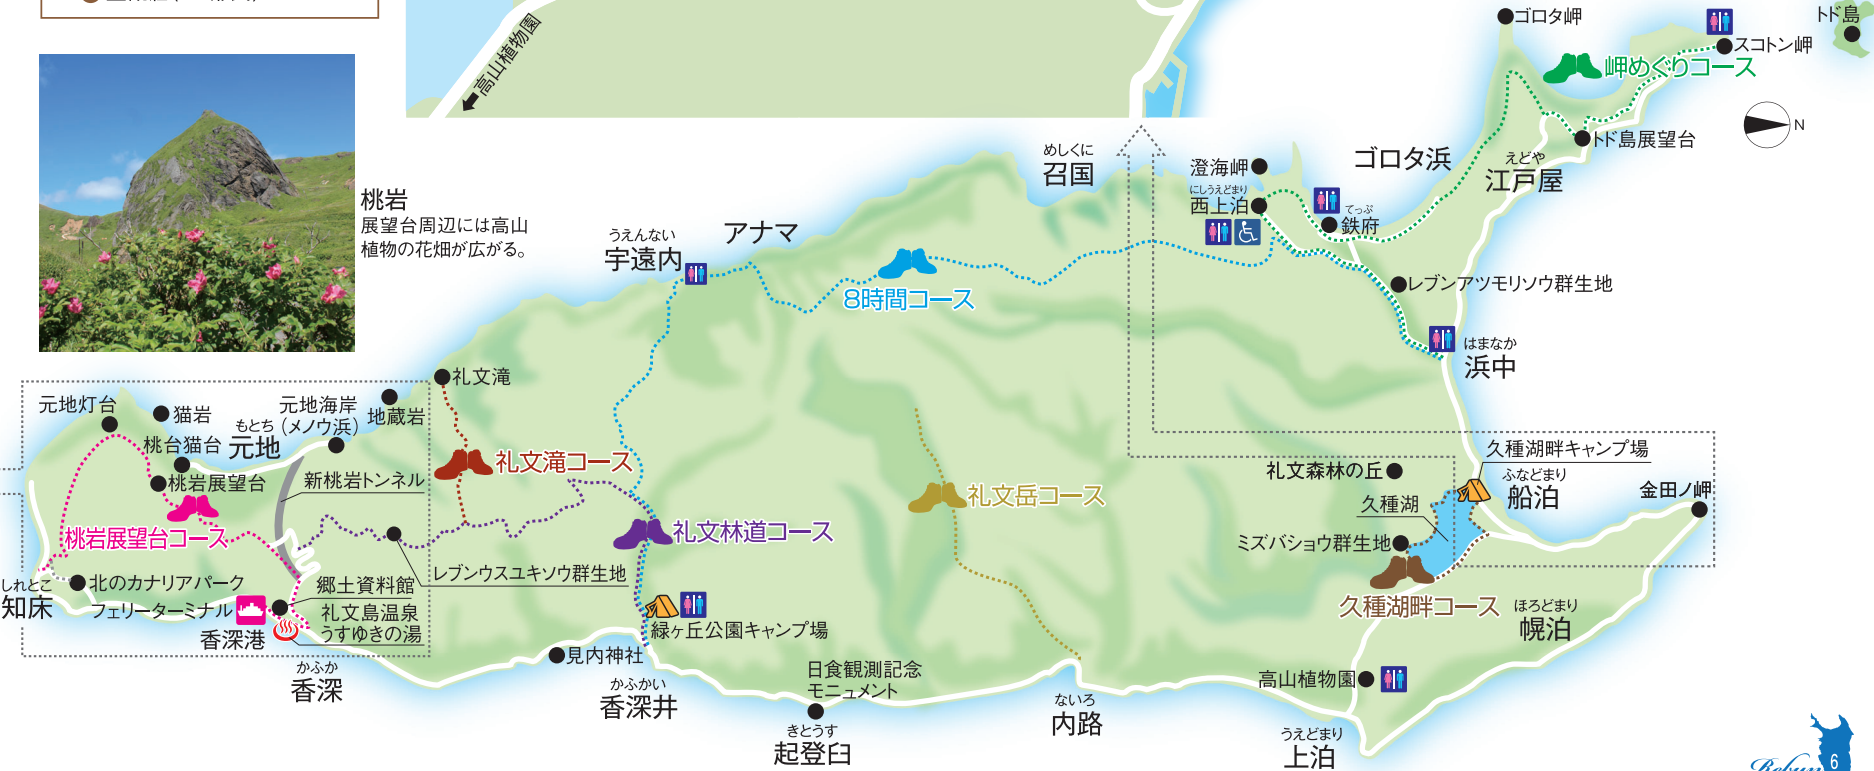 高山植物園
桃岩
展望台周辺には高山
植物の花畑が広がる。
ゴロタ岬
トド島
スコトン岬
岬めぐりコース
N
トド島展望台
えどや
江戸屋
ゴロタ浜
めしくに
召国
澄海岬
にしうえどまり
西上泊
てっぷ
鉄府
レブンアツモリソウ群生地
はまなか
浜中
アナマ
うえんない
宇遠内
8時間コース
礼文滝
元地灯台
猫岩
元地海岸
(メノウ浜)
地蔵岩
もとち
元地
桃台猫台
桃岩展望台
新桃岩トンネル
礼文滝コース
桃岩展望台コース
礼文林道コース
礼文岳コース
レブンウスユキソウ群生地
しれとこ
知床
北のカナリアパーク
フェリーターミナル
香深港
郷土資料館
礼文島温泉
うすゆきの湯
かふか
香深
見内神社
緑ヶ丘公園キャンプ場
かふかい
香深井
日食観測記念
モニュメント
きとうす
起登臼
ないろ
内路
久種湖畔キャンプ場
ふなどまり
船泊
礼文森林の丘
久種湖
ミズバショウ群生地
金田ノ岬
久種湖畔コース
ほろどまり
幌泊
高山植物園
うえどまり
上泊
Rebun
6